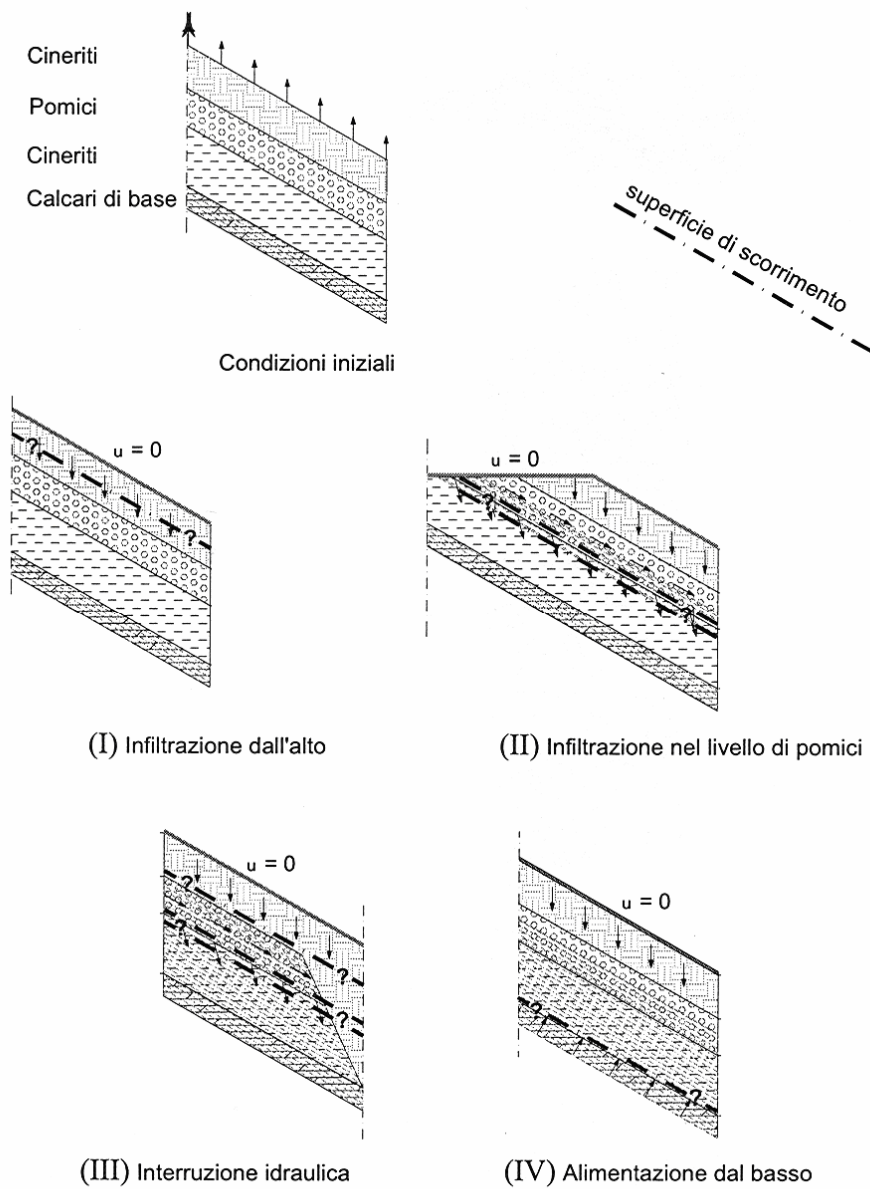 Cineriti
Pomici
Cineriti
Calcari di base
superficie di scorrimento
Condizioni iniziali
u = 0
?
?
(I) Infiltrazione dall'alto
u = 0
?
?
(II) Infiltrazione nel livello di pomici
u = 0
?
?
?
?
(III) Interruzione idraulica
u = 0
?
?
(IV) Alimentazione dal basso